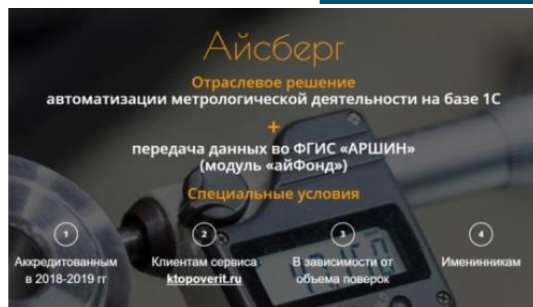 Айсберг
Отраслевое решение
автоматизации метрологической деятельности на базе 1С
+
передача данных во ФГИС «АРШИН»
(модуль «айФонд»)
Специальные условия
1
2
3
4
Аккредитованным
в 2018-2019 гг
Клиентам сервиса
ktopoverit.ru
В зависимости от
объема поверок
Именинникам